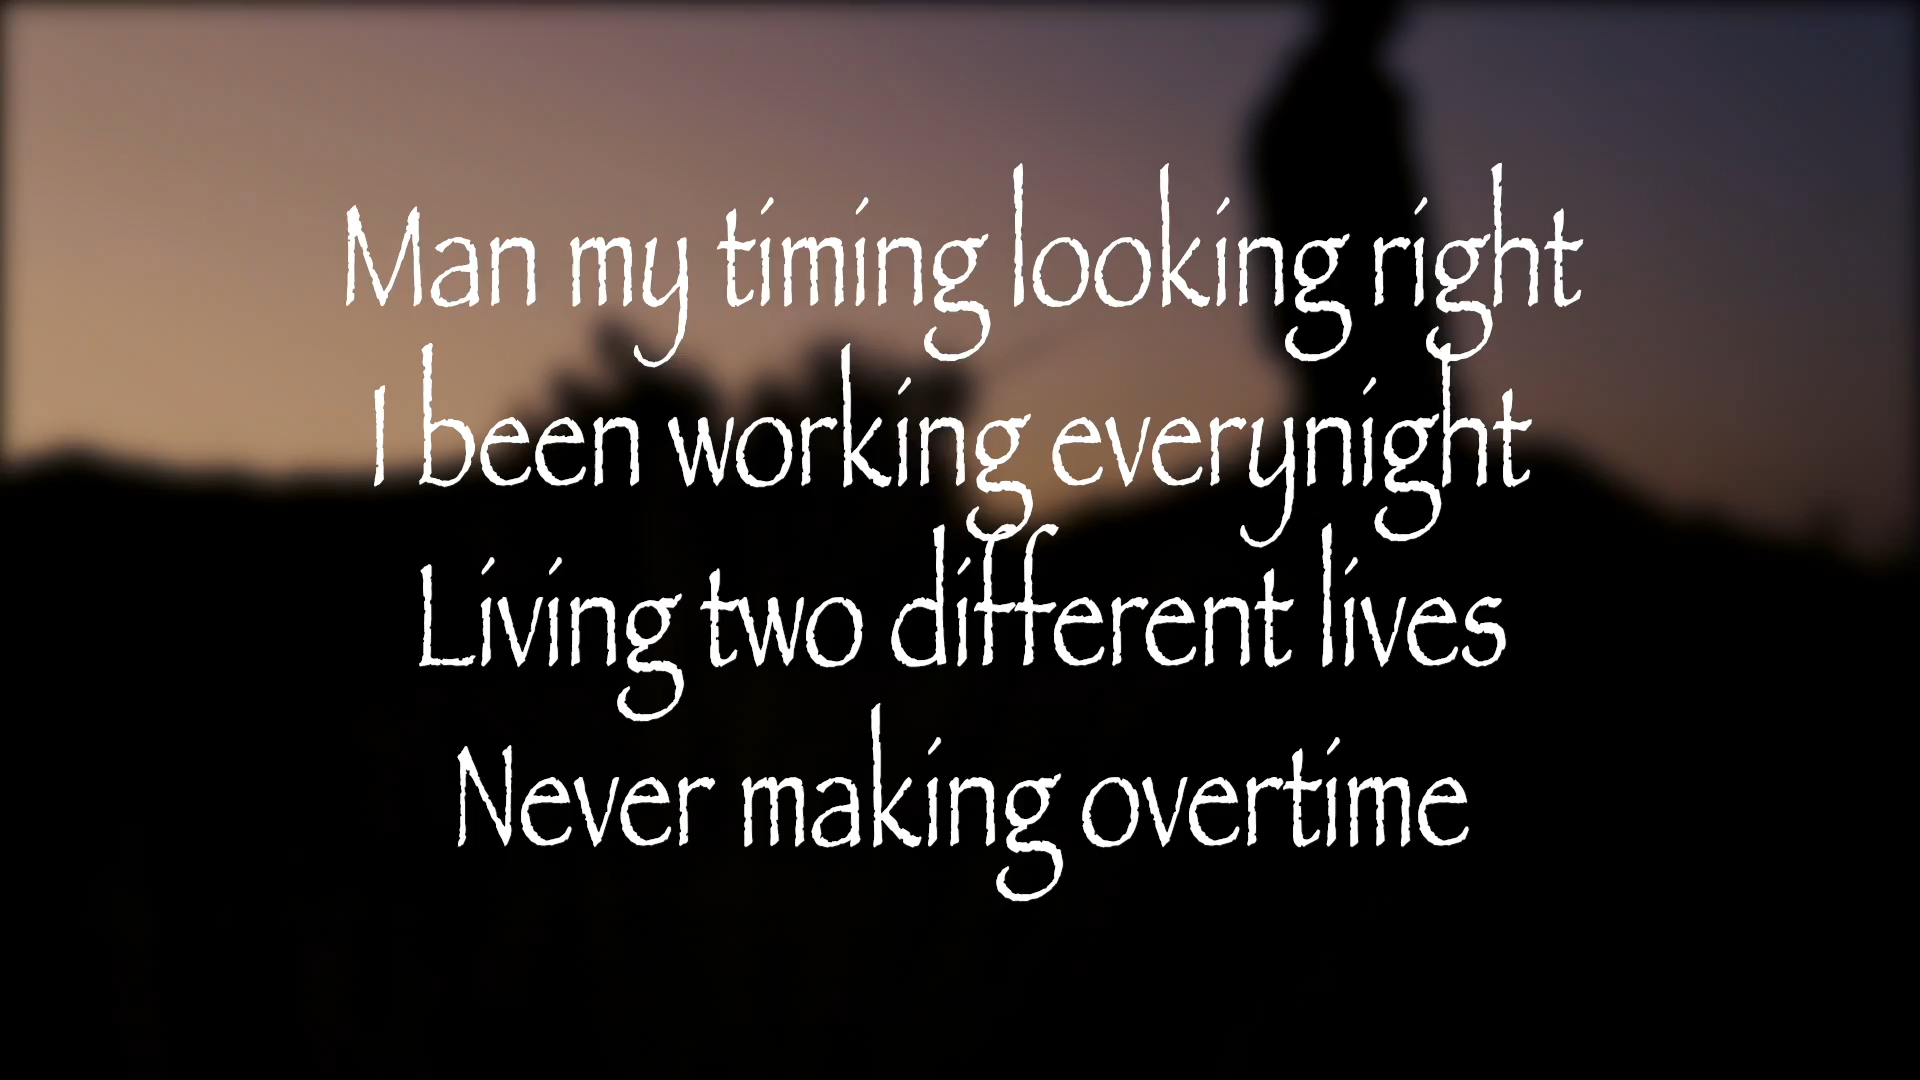 Man my timing looking right
I been working everynight
Living two different lives
Never making overtime